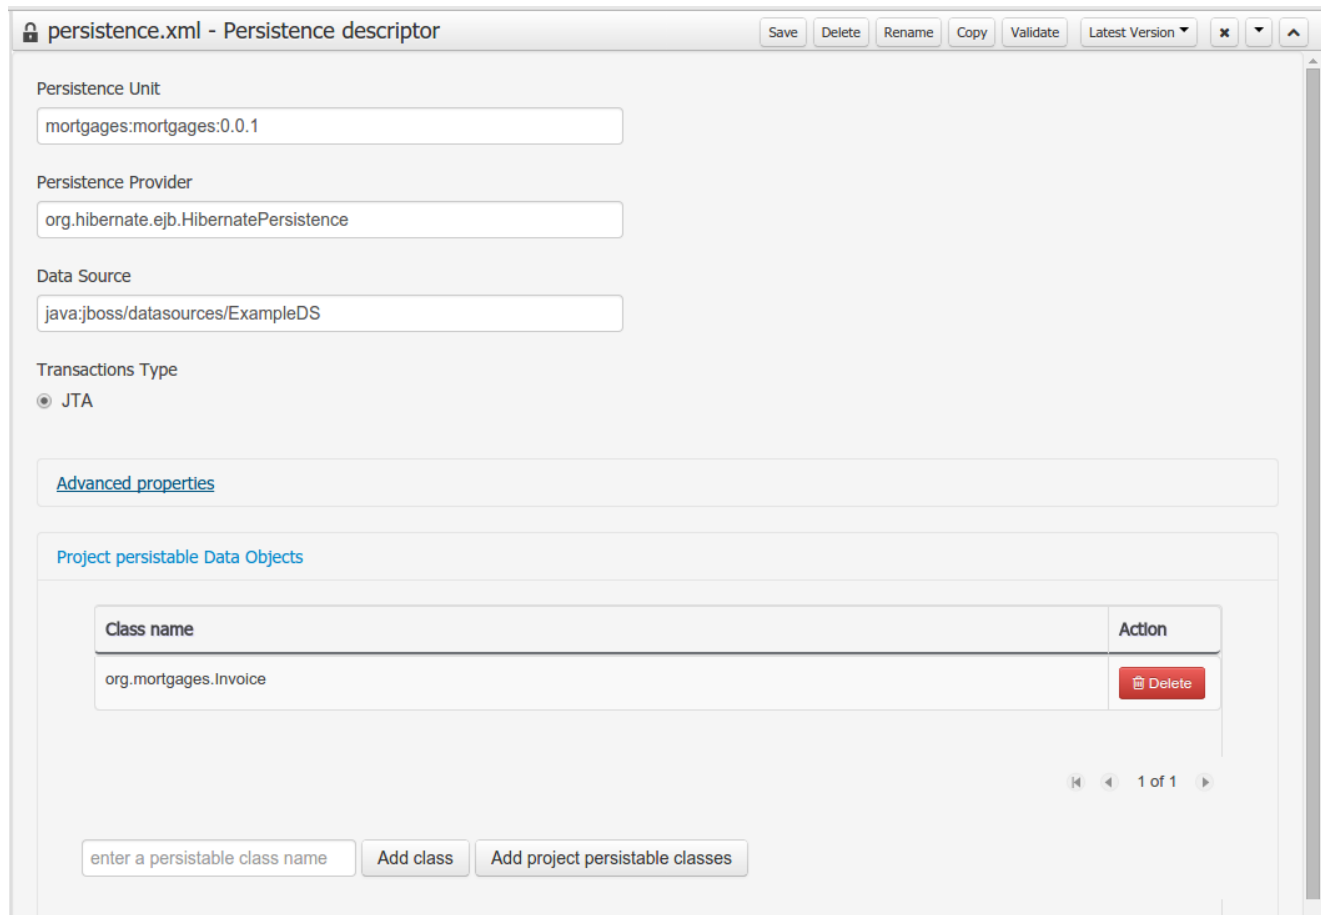 persistence.xml - Persistence descriptor
Save Delete Rename Copy Validate Latest Version
Persistence Unit
mortgages:mortgages:0.0.1
Persistence Provider
org.hibernate.ejb.HibernatePersistence
Data Source
java:jboss/datasources/ExampleDS
Transactions Type
JTA
Advanced properties
Project persistable Data Objects
Class name Action
org.mortgages.Invoice Delete
1 of 1
enter a persistable class name Add class Add project persistable classes